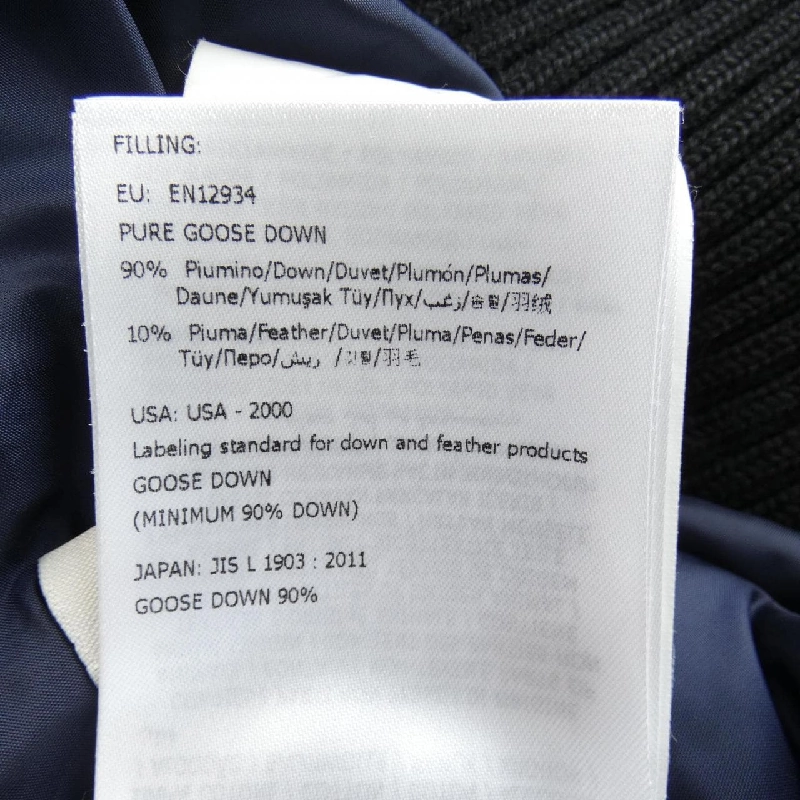 FILLING:
EU: EN12934
PURE GOOSE DOWN
90% Piumino/Down/Duvet/Plumón/Plumas/
Daune/Yumuşak Tüy/Пух/زغب/솜털/羽绒
10% Piuma/Feather/Duvet/Pluma/Penas/Feder/
Tüy/Перо/ريش /깃털/羽毛
USA: USA - 2000
Labeling standard for down and feather products
GOOSE DOWN
(MINIMUM 90% DOWN)
JAPAN: JIS L 1903 : 2011
GOOSE DOWN 90%